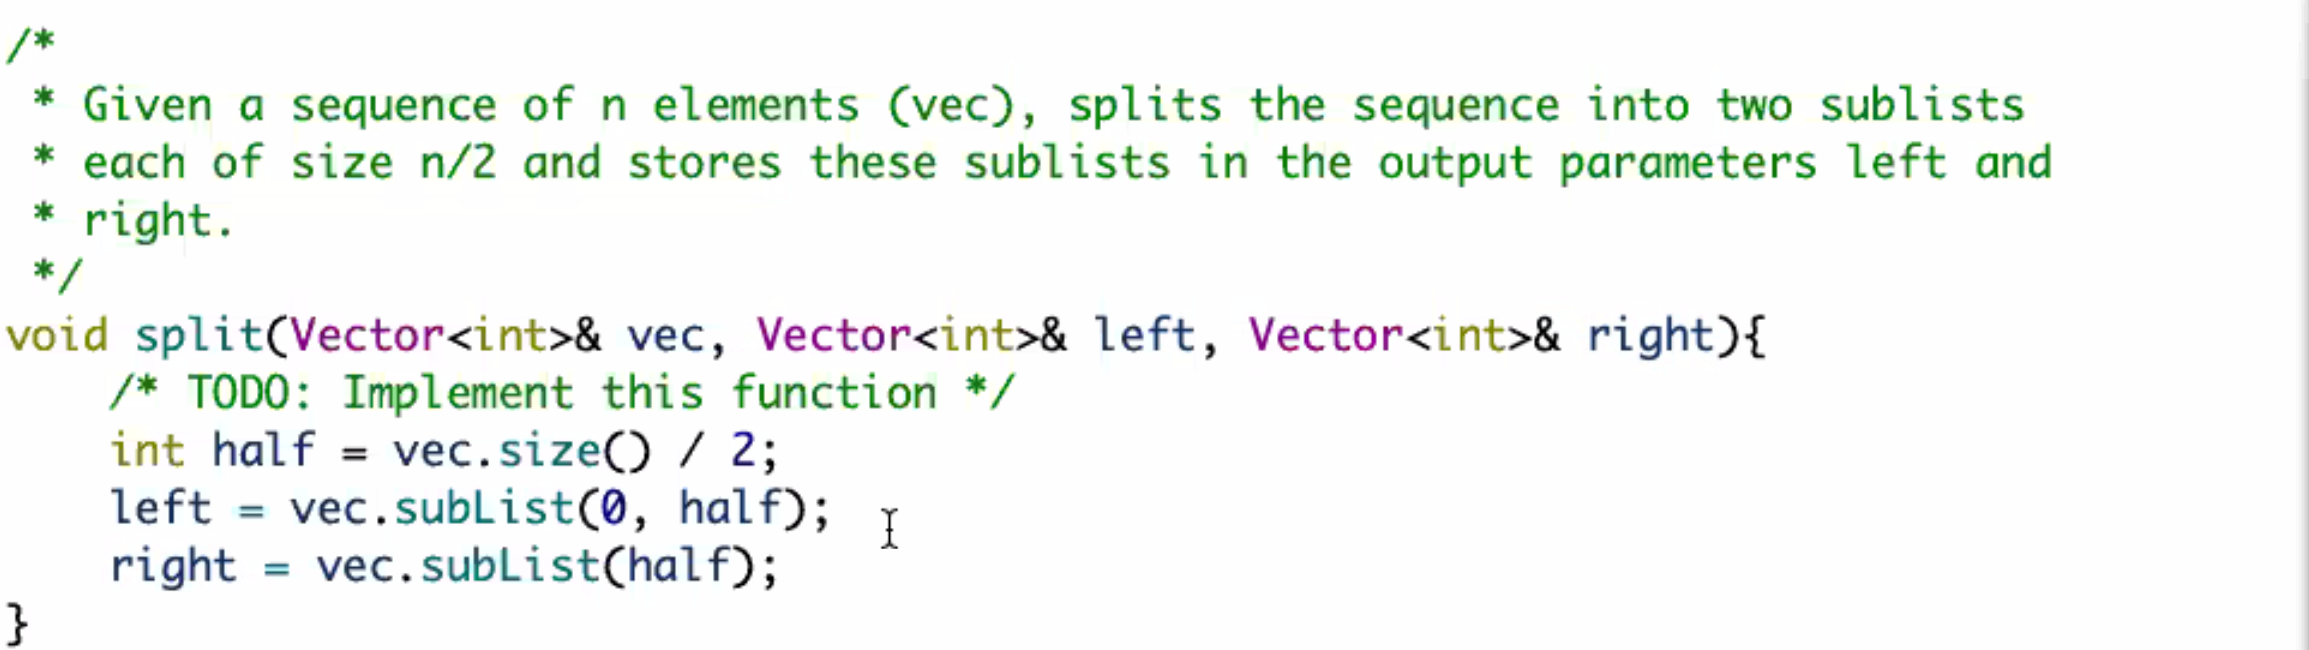 /*
 * Given a sequence of n elements (vec), splits the sequence into two sublists
 * each of size n/2 and stores these sublists in the output parameters left and
 * right.
 */
void split(Vector<int>& vec, Vector<int>& left, Vector<int>& right){
    /* TODO: Implement this function */
    int half = vec.size() / 2;
    left = vec.subList(0, half);
    right = vec.subList(half);
}